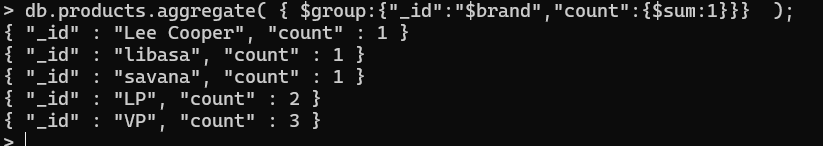 > db.products.aggregate( { $group:{"_id":"$brand","count":{$sum:1}}}  );
{ "_id" : "Lee Cooper", "count" : 1 }
{ "_id" : "libasa", "count" : 1 }
{ "_id" : "savana", "count" : 1 }
{ "_id" : "LP", "count" : 2 }
{ "_id" : "VP", "count" : 3 }
>